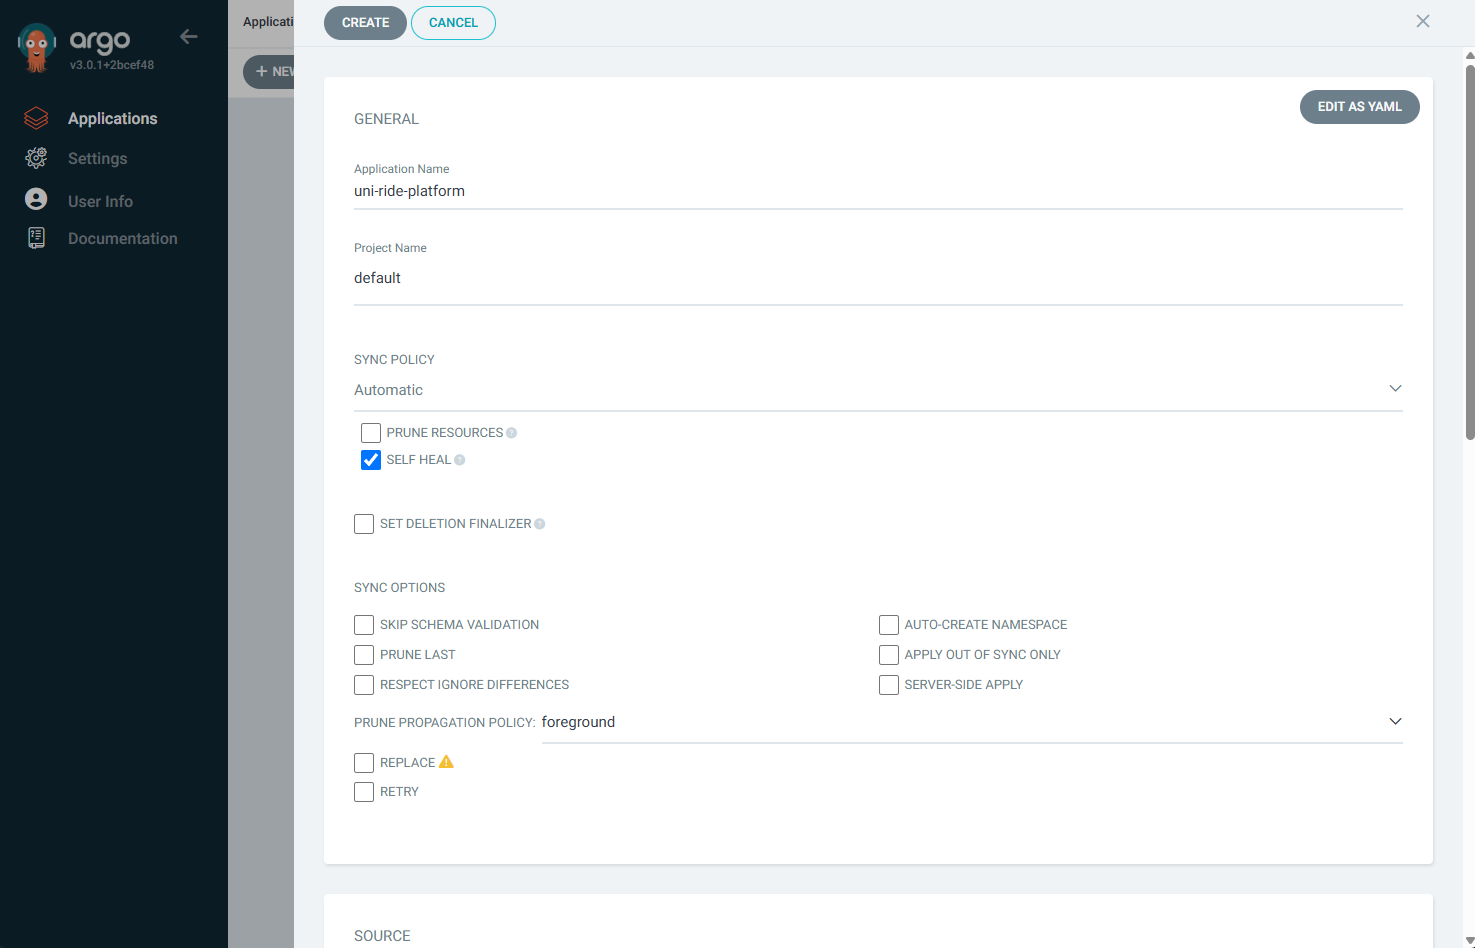 argo
v3.0.1+2bcef48
Applications
Settings
User Info
Documentation
Applicati
+ NEW
CREATE
CANCEL
GENERAL
EDIT AS YAML
Application Name
uni-ride-platform
Project Name
default
SYNC POLICY
Automatic
PRUNE RESOURCES
SELF HEAL
SET DELETION FINALIZER
SYNC OPTIONS
SKIP SCHEMA VALIDATION
AUTO-CREATE NAMESPACE
PRUNE LAST
APPLY OUT OF SYNC ONLY
RESPECT IGNORE DIFFERENCES
SERVER-SIDE APPLY
PRUNE PROPAGATION POLICY: foreground
REPLACE
RETRY
SOURCE